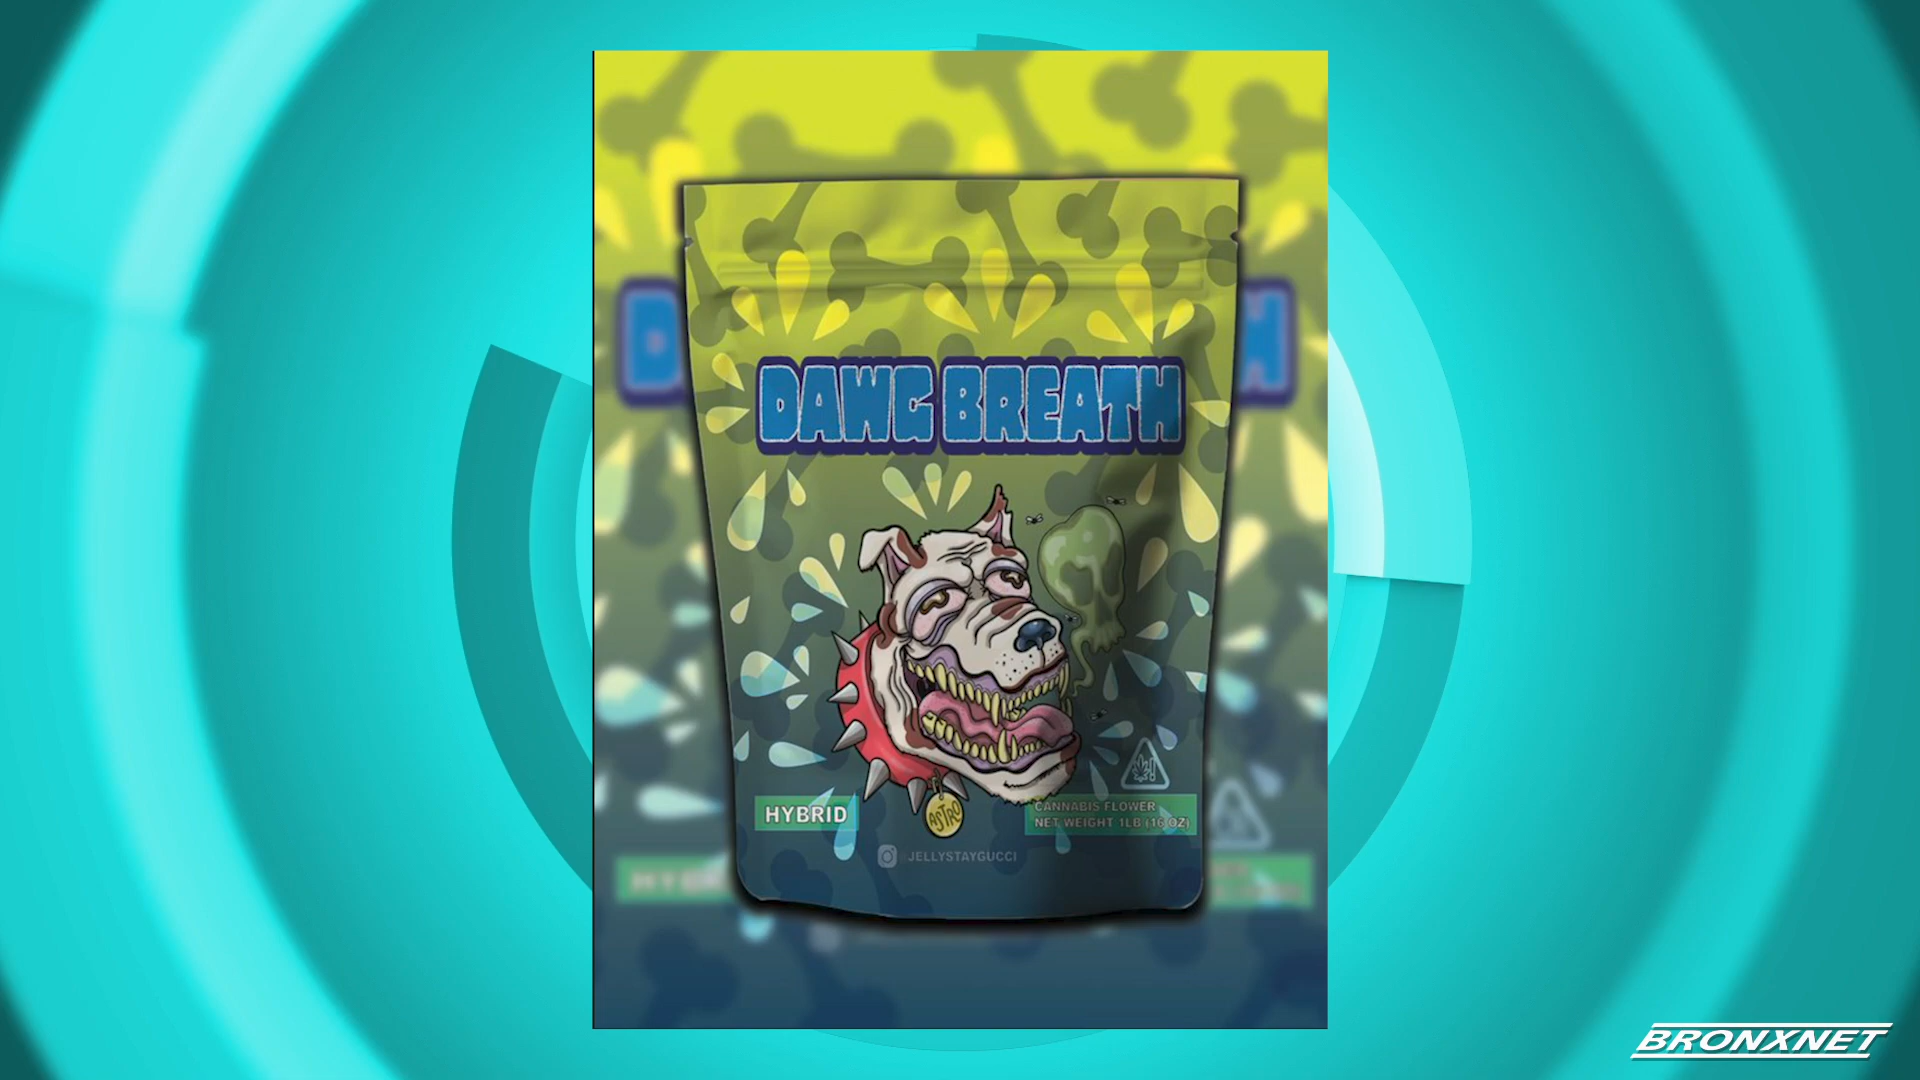 DAWG BREATH
ASTRO
HYBRID
CANNABIS FLOWER
NET WEIGHT 1LB (16 OZ)
JELLYSTAYGUCCI
BRONXNET